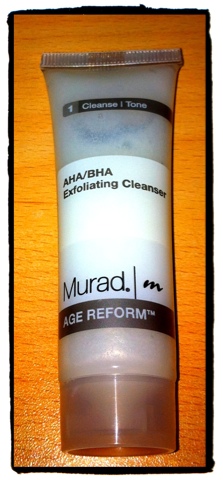 1 Cleanse | Tone
AHA/BHA
Exfoliating Cleanser
Murad. m
AGE REFORM™